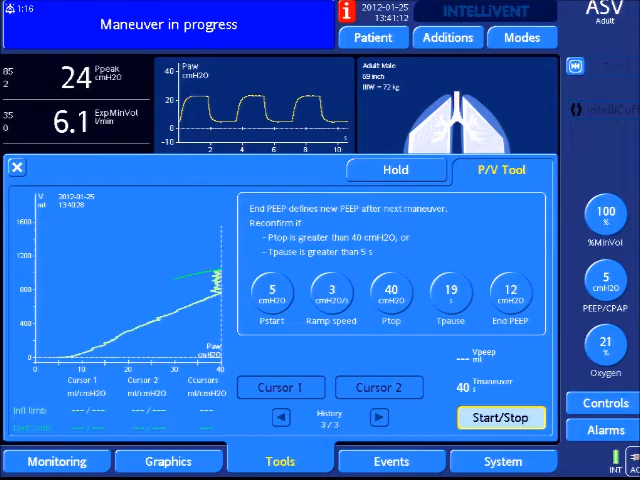 1:16
Maneuver in progress
i
2012-01-25
13:41:12
INTELLiVENT
ASV
Adult
Patient
Additions
Modes
85
2
24
Ppeak
cmH2O
35
0
6.1
ExpMinVol
l/min
Paw
cmH2O
40
20
0
-10
0
2
4
6
8
10
s
Adult Male
69 inch
IBW = 72 kg
IntelliCuff
X
Hold
P/V Tool
V
ml
2012-01-25
13:40:28
1600
1200
800
400
0
0
10
20
30
40
Paw
cmH2O
End PEEP defines new PEEP after next maneuver.
Reconfirm if
– Ptop is greater than 40 cmH2O, or
– Tpause is greater than 5 s
5
cmH2O
Pstart
3
cmH2O/s
Ramp speed
40
cmH2O
Ptop
19
s
Tpause
12
cmH2O
End PEEP
Cursor 1
ml/cmH2O
Cursor 2
ml/cmH2O
Ccursors
ml/cmH2O
Infl limb
---/---
---/---
---
Defl limb
---/---
---/---
---
Cursor 1
Cursor 2
History
3 / 3
---
Vpeep
ml
40
Tmaneuver
s
Start/Stop
100
%
%MinVol
5
cmH2O
PEEP/CPAP
21
%
Oxygen
Controls
Alarms
Monitoring
Graphics
Tools
Events
System
INT
AC